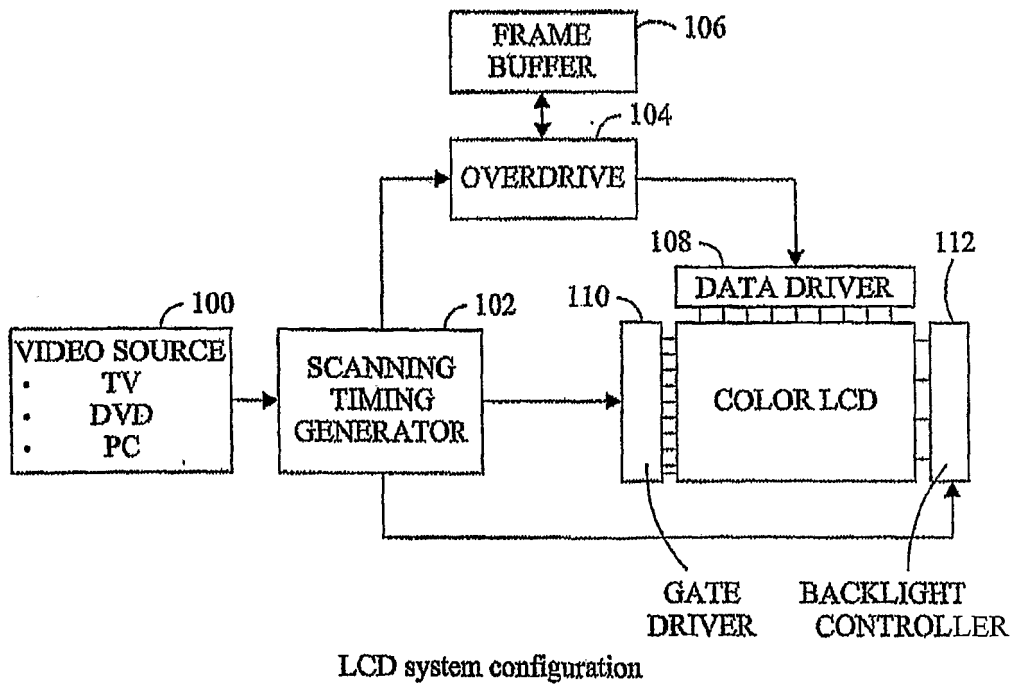 FRAME
BUFFER
106
104
OVERDRIVE
108
112
DATA DRIVER
110
100
102
VIDEO SOURCE
• TV
• DVD
• PC
SCANNING
TIMING
GENERATOR
COLOR LCD
GATE
DRIVER
BACKLIGHT
CONTROLLER
LCD system configuration